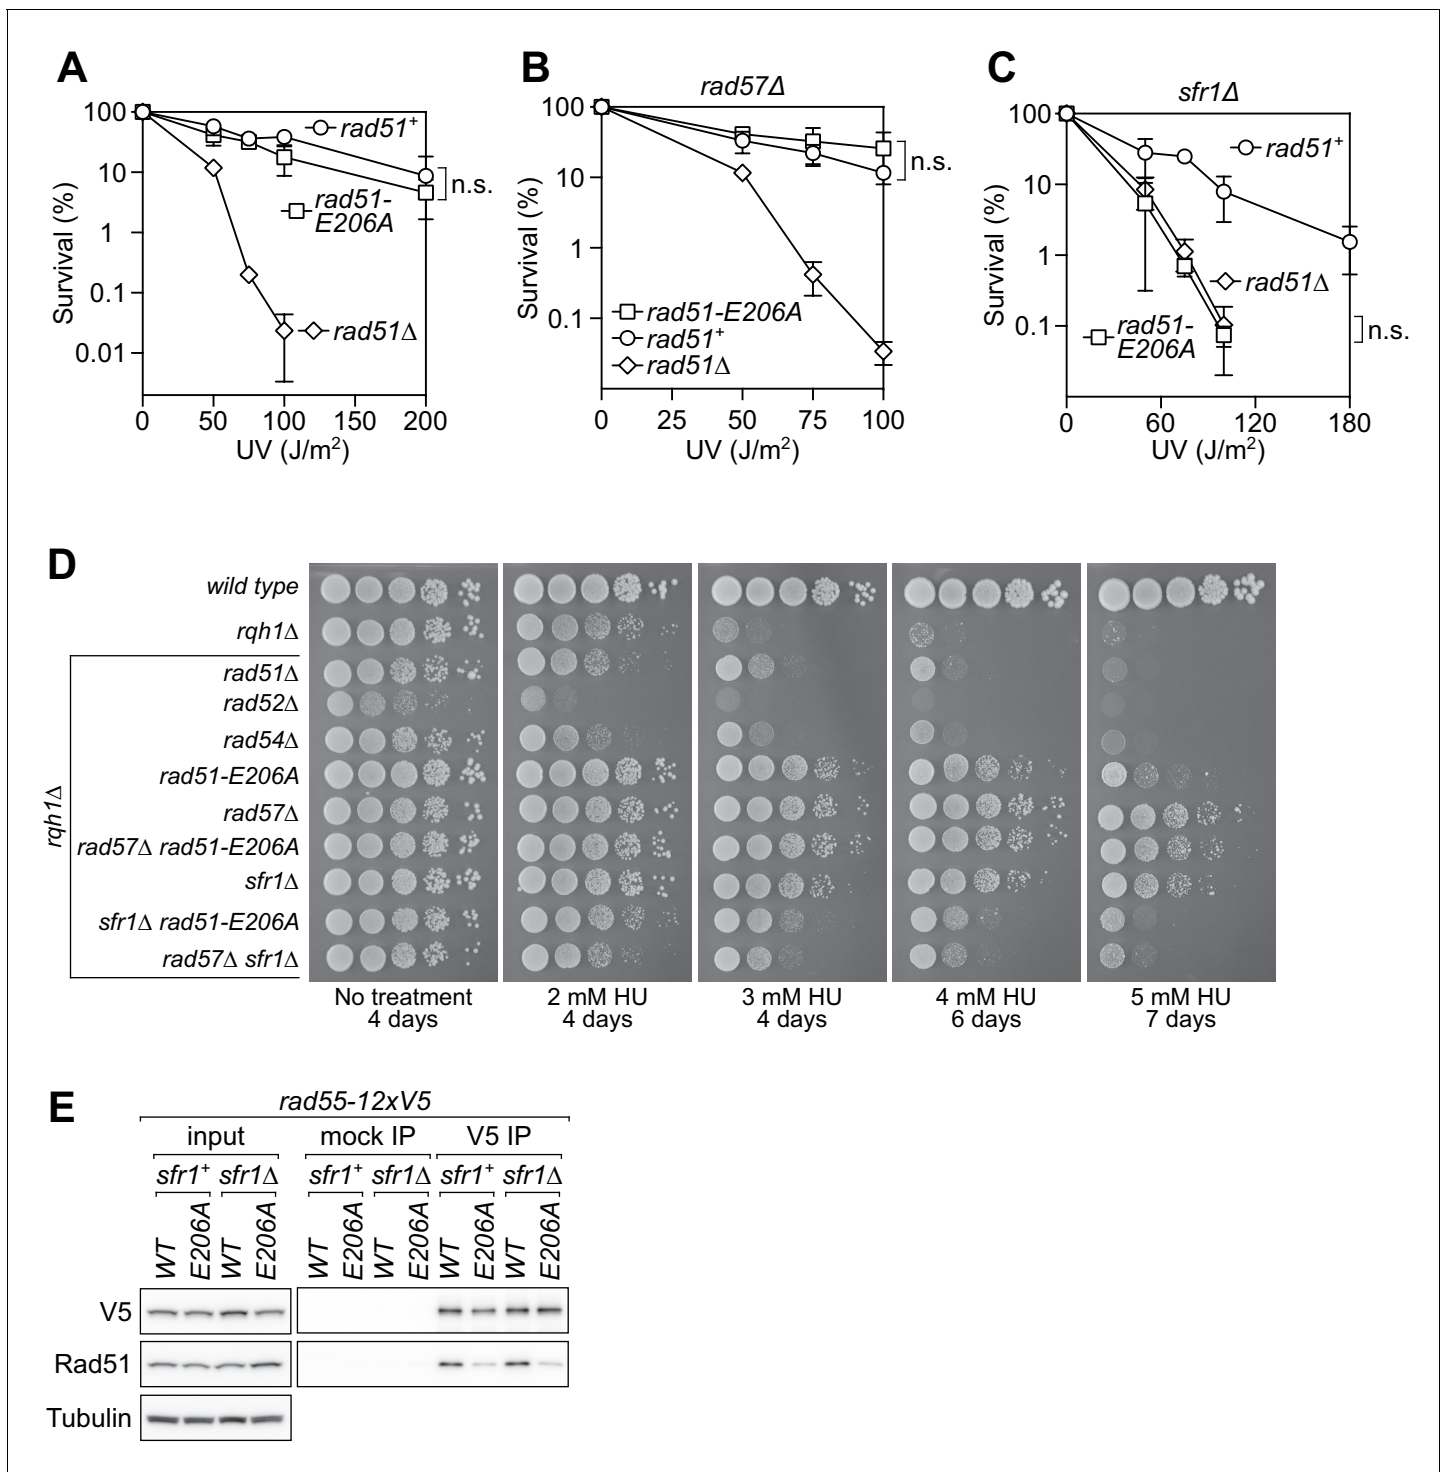 A
100
10
1
0.1
0.01
Survival (%)
0 50 100 150 200
UV (J/m²)
rad51⁺
n.s.
rad51-
E206A
rad51Δ
B
rad57Δ
100
10
1
0.1
Survival (%)
0 25 50 75 100
UV (J/m²)
n.s.
rad51-E206A
rad51⁺
rad51Δ
C
sfr1Δ
100
10
1
0.1
Survival (%)
0 60 120 180
UV (J/m²)
rad51⁺
rad51Δ
rad51-
E206A
n.s.
D
wild type
rqh1Δ
rqh1Δ
rad51Δ
rad52Δ
rad54Δ
rad51-E206A
rad57Δ
rad57Δ rad51-E206A
sfr1Δ
sfr1Δ rad51-E206A
rad57Δ sfr1Δ
No treatment 2 mM HU 3 mM HU 4 mM HU 5 mM HU
4 days 4 days 4 days 6 days 7 days
E
rad55-12xV5
input mock IP V5 IP
sfr1⁺ sfr1Δ sfr1⁺ sfr1Δ sfr1⁺ sfr1Δ
WT E206A WT E206A WT E206A WT E206A WT E206A WT E206A
V5
Rad51
Tubulin